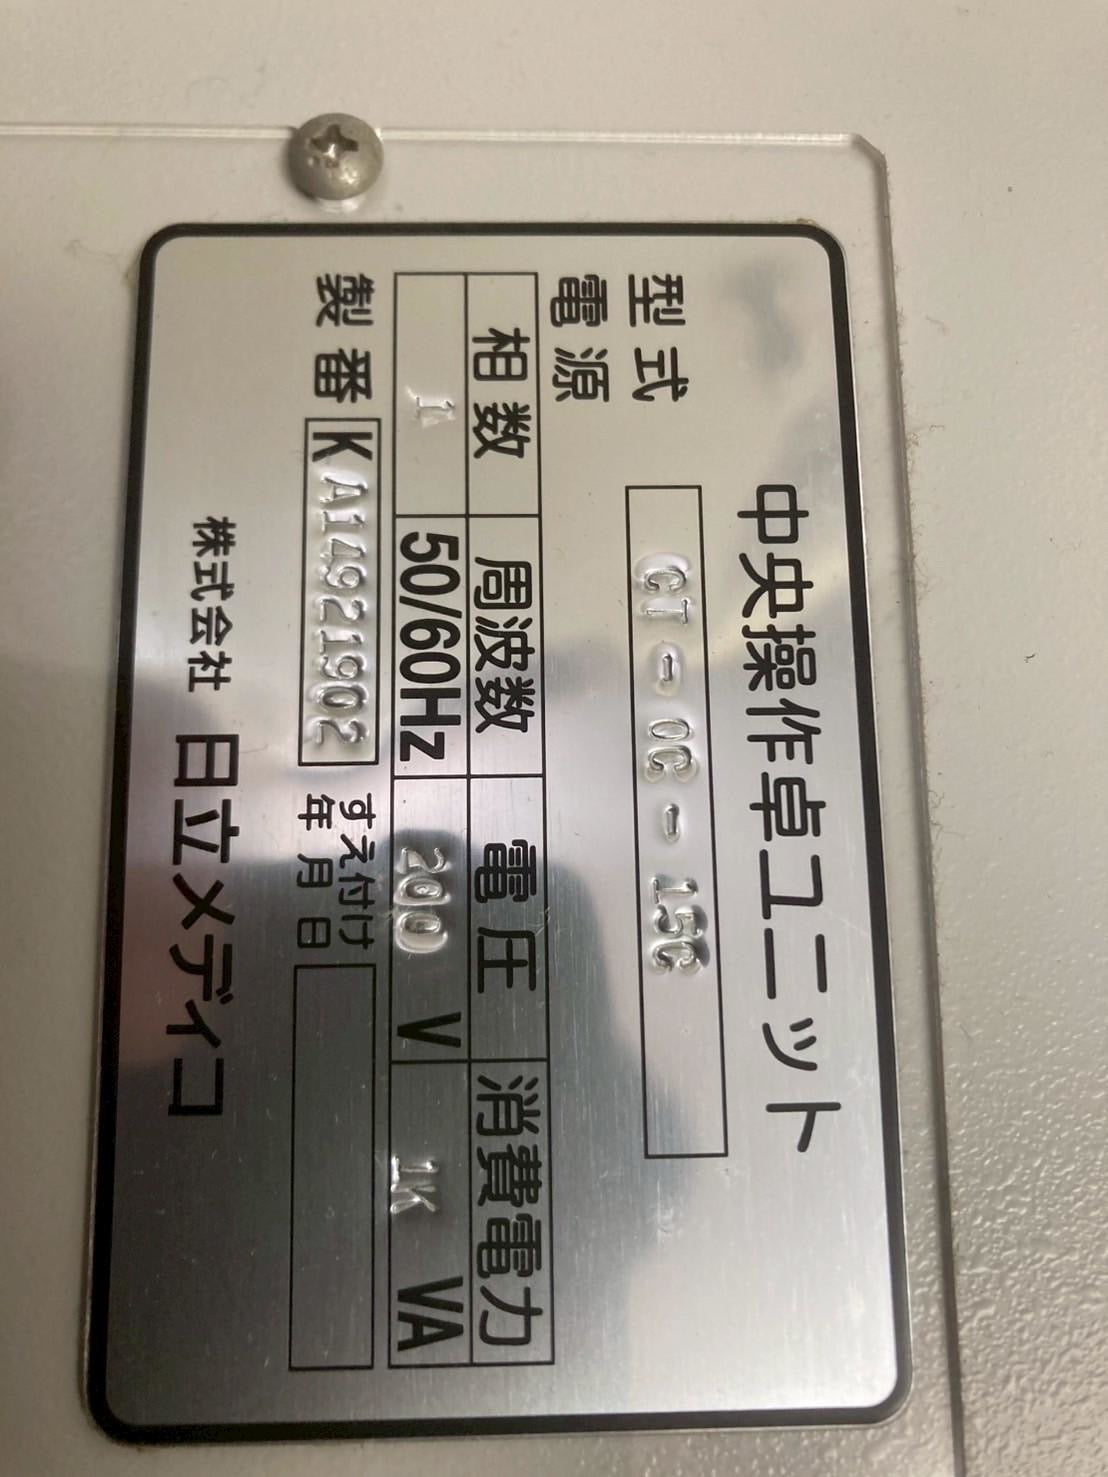 中央操作卓ユニット
型式 CT-OC-15C
電源
相数 周波数 電圧 消費電力
1 50/60Hz 200 V 1K VA
製番 KA14921902 すえ付け年月日
株式会社 日立メディコ